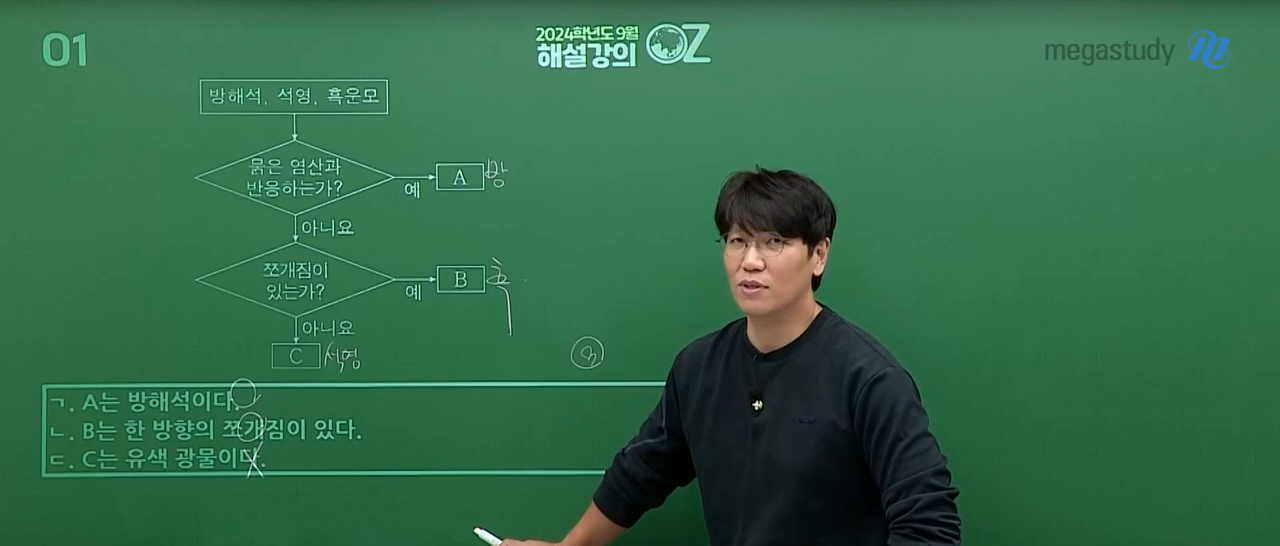 01
2024학년도 9월
해설강의 OZ
megastudy
방해석, 석영, 흑운모
묽은 염산과
반응하는가?
예
A 방
아니요
쪼개짐이
있는가?
예
B 흑
아니요
C 석영
③
ㄱ. A는 방해석이다.
ㄴ. B는 한 방향의 쪼개짐이 있다.
ㄷ. C는 유색 광물이다.